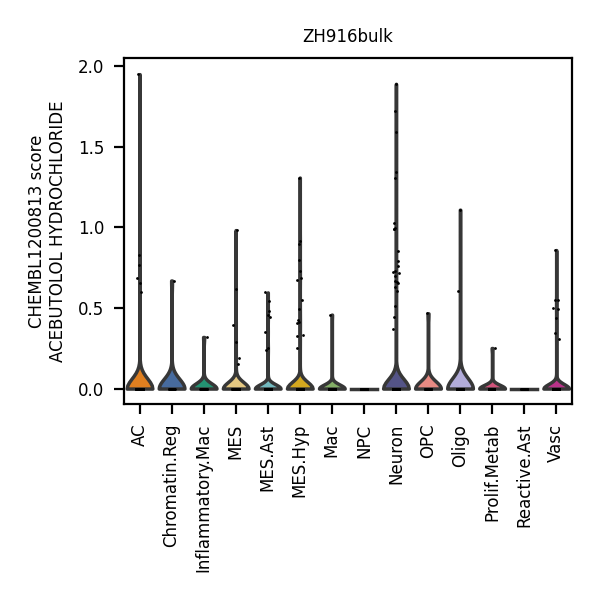 ZH916bulk
CHEMBL1200813 score
ACEBUTOLOL HYDROCHLORIDE
2.0
1.5
1.0
0.5
0.0
AC
Chromatin.Reg
Inflammatory.Mac
MES
MES.Ast
MES.Hyp
Mac
NPC
Neuron
OPC
Oligo
Prolif.Metab
Reactive.Ast
Vasc